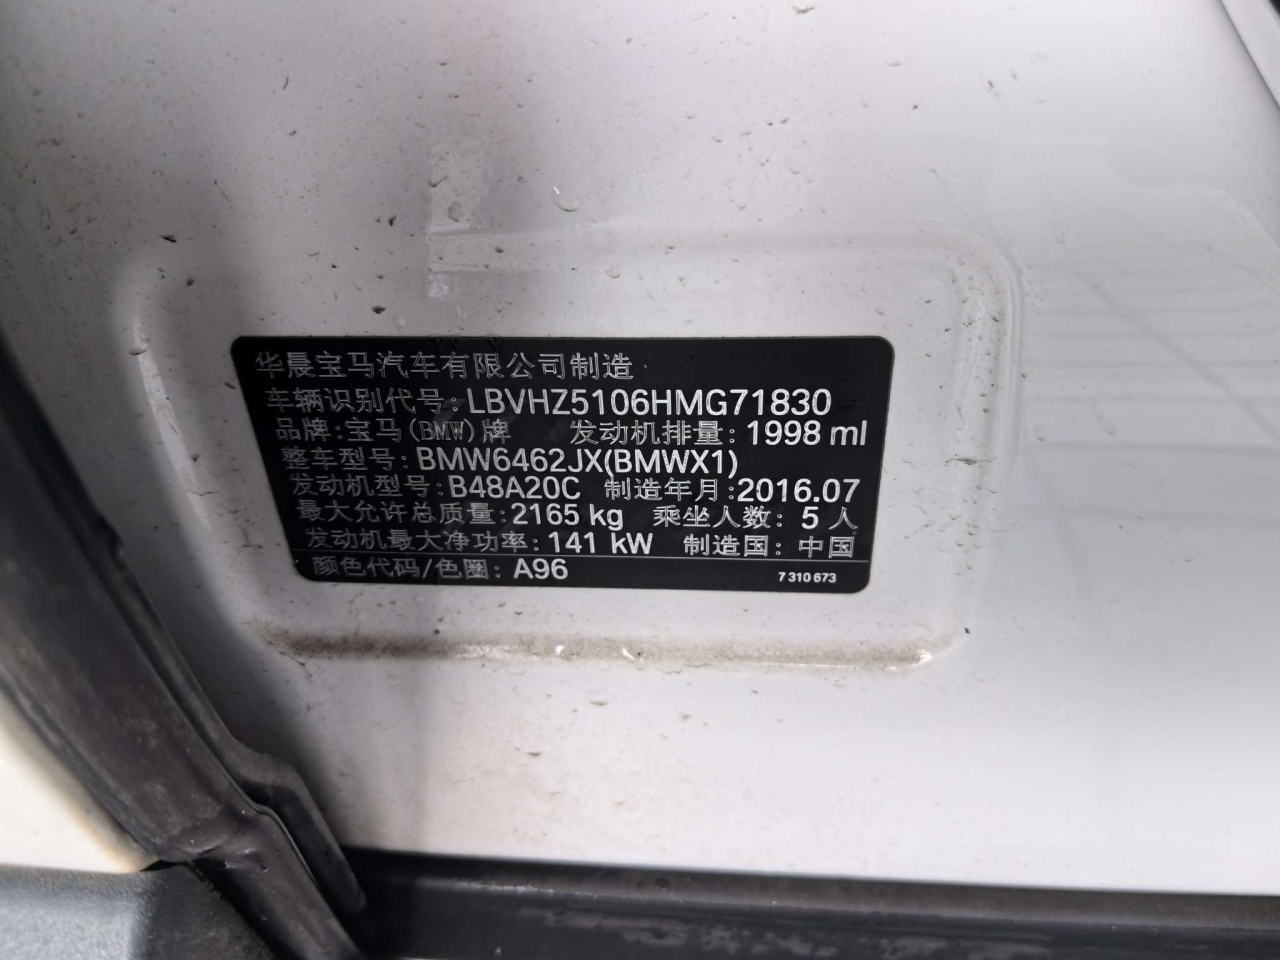 华晨宝马汽车有限公司制造
车辆识别代号:LBVHZ5106HMG71830
品牌:宝马(BMW)牌 发动机排量:1998 ml
整车型号:BMW6462JX(BMWX1)
发动机型号:B48A20C 制造年月:2016.07
最大允许总质量:2165 kg 乘坐人数:5人
发动机最大净功率:141 kW 制造国:中国
颜色代码/色圈:A96 7 310 673